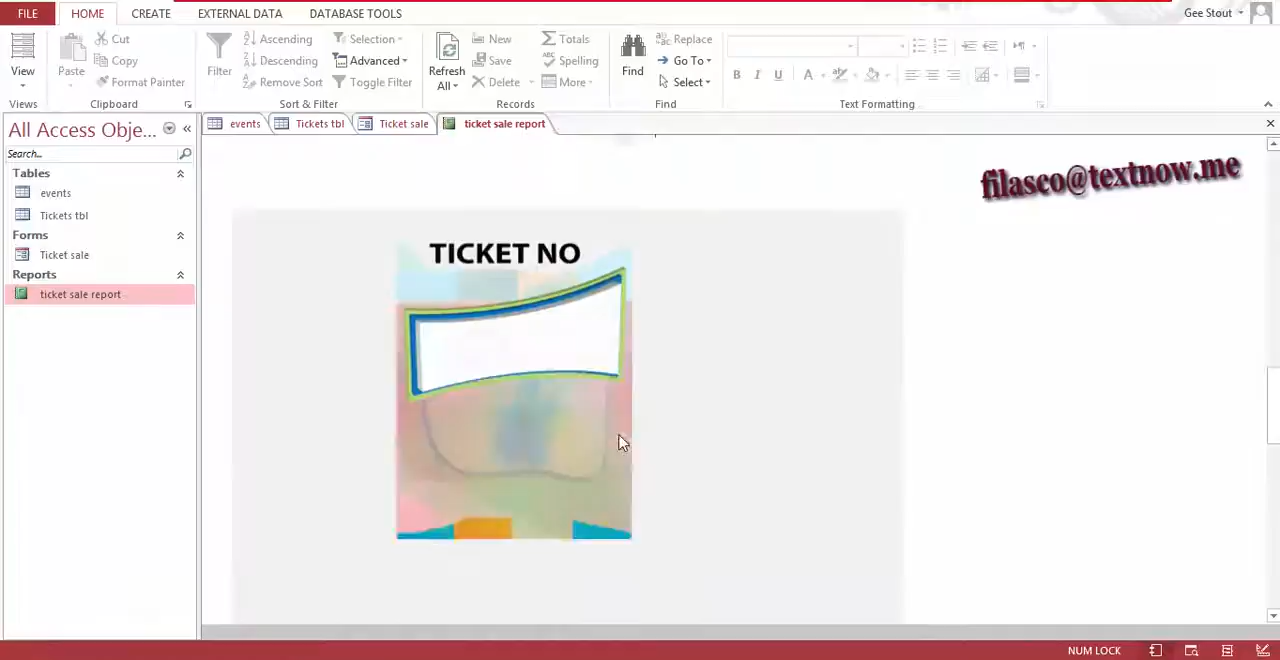 FILE HOME CREATE EXTERNAL DATA DATABASE TOOLS Gee Stout
View
Views
Paste
Cut
Copy
Format Painter
Clipboard
Filter
Ascending
Descending
Remove Sort
Selection
Advanced
Toggle Filter
Sort & Filter
Refresh
All
New
Save
Delete
Totals
Spelling
More
Records
Find
Replace
Go To
Select
Find
B I U A
Text Formatting
All Access Obje...
Search...
Tables
events
Tickets tbl
Forms
Ticket sale
Reports
ticket sale report
events Tickets tbl Ticket sale ticket sale report
filasco@textnow.me
TICKET NO
NUM LOCK